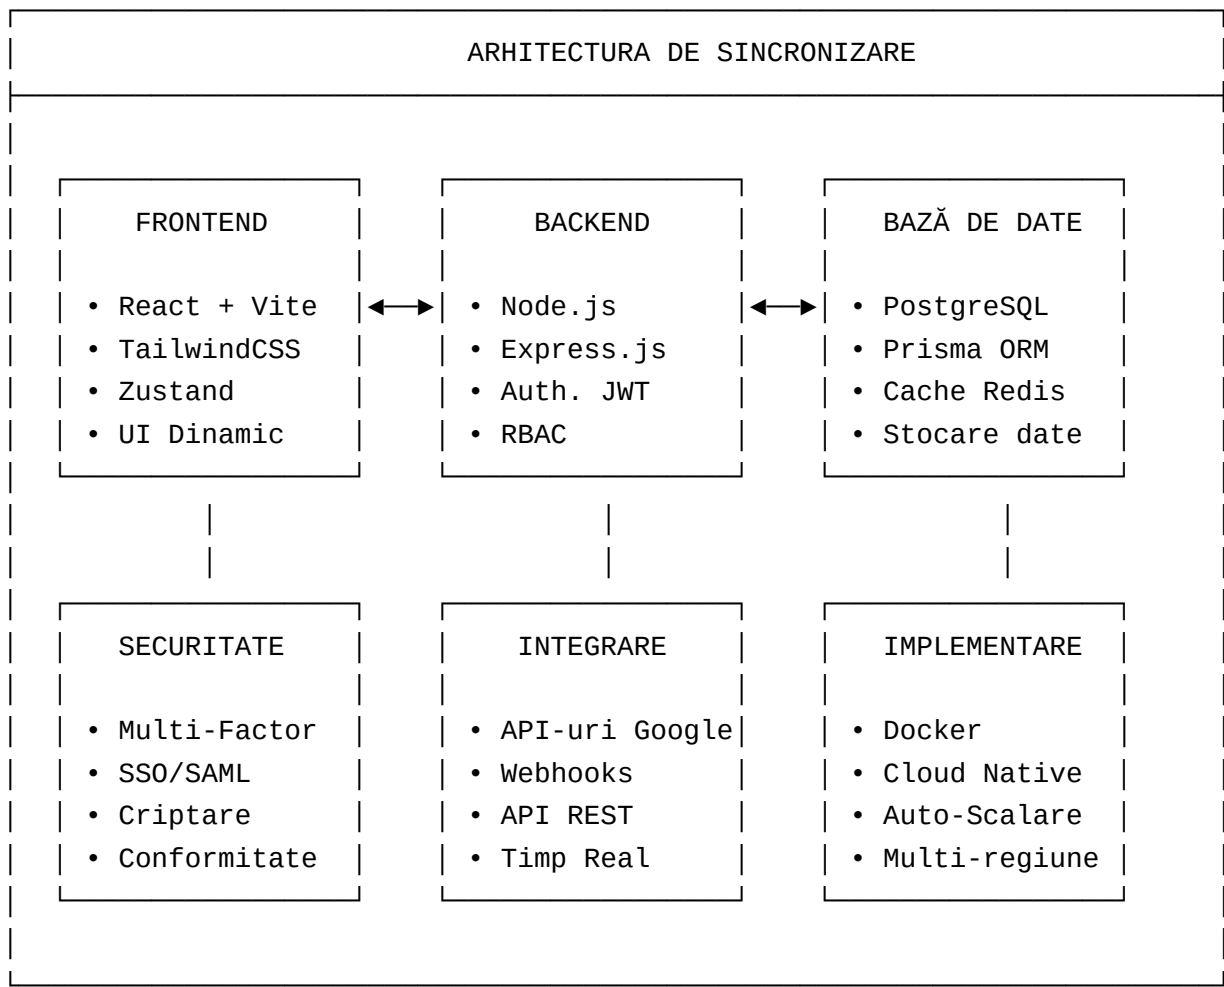 ARHITECTURA DE SINCRONIZARE
FRONTEND BACKEND BAZĂ DE DATE
• React + Vite • Node.js • PostgreSQL
• TailwindCSS • Express.js • Prisma ORM
• Zustand • Auth. JWT • Cache Redis
• UI Dinamic • RBAC • Stocare date
SECURITATE INTEGRARE IMPLEMENTARE
• Multi-Factor • API-uri Google • Docker
• SSO/SAML • Webhooks • Cloud Native
• Criptare • API REST • Auto-Scalare
• Conformitate • Timp Real • Multi-regiune